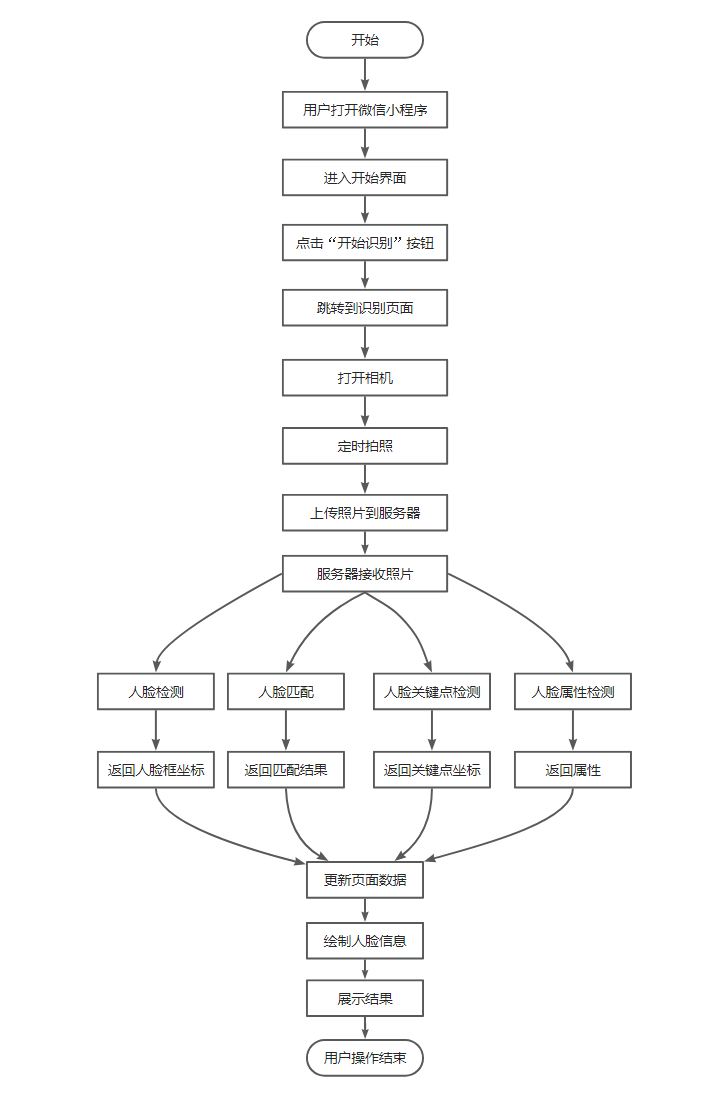 开始
用户打开微信小程序
进入开始界面
点击“开始识别”按钮
跳转到识别页面
打开相机
定时拍照
上传照片到服务器
服务器接收照片
人脸检测
人脸匹配
人脸关键点检测
人脸属性检测
返回人脸框坐标
返回匹配结果
返回关键点坐标
返回属性
更新页面数据
绘制人脸信息
展示结果
用户操作结束